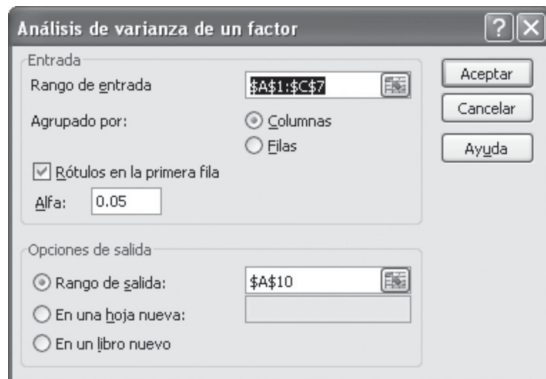 Análisis de varianza de un factor
Entrada
Rango de entrada $A$1:$C$7
Agrupado por: Columnas
Filas
Rótulos en la primera fila
Alfa: 0.05
Aceptar
Cancelar
Ayuda
Opciones de salida
Rango de salida: $A$10
En una hoja nueva:
En un libro nuevo